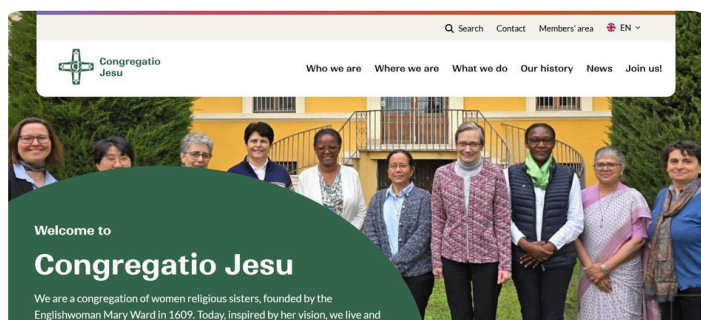 Search Contact Members' area EN
Congregatio
Jesu
Who we are Where we are What we do Our history News Join us!
Welcome to
Congregatio Jesu
We are a congregation of women religious sisters, founded by the
Englishwoman Mary Ward in 1609. Today, inspired by her vision, we live and